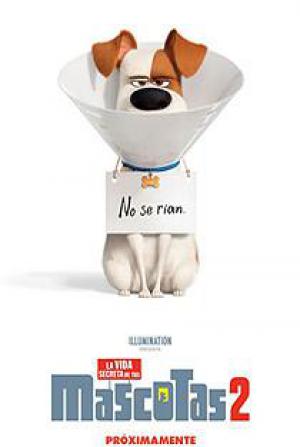 No se rían.
ILLUMINATION
PRESENTA
LA VIDA
SECRETA DE TUS
MASCOTAS 2
PRÓXIMAMENTE